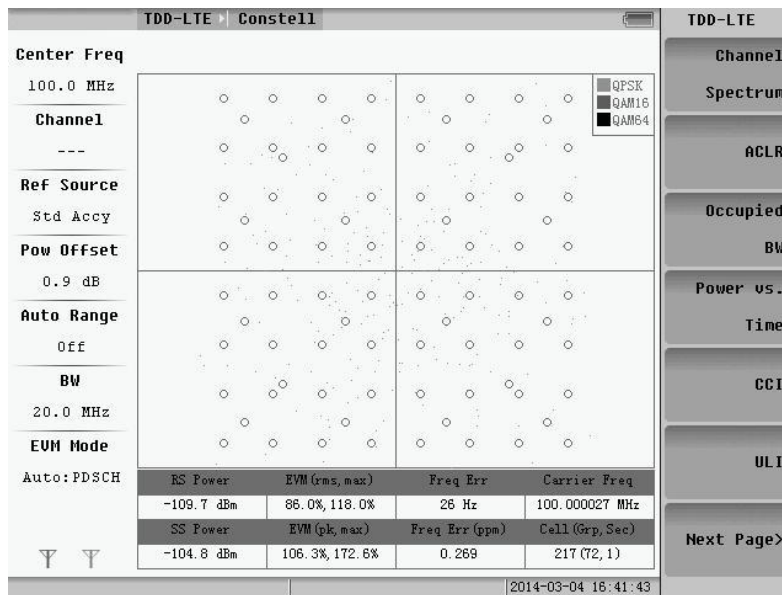 TDD-LTE Constell
TDD-LTE
Center Freq
100.0 MHz
Channel
---
Ref Source
Std Accy
Pow Offset
0.9 dB
Auto Range
Off
BW
20.0 MHz
EVM Mode
Auto:PDSCH
QPSK
QAM16
QAM64
RS Power EVM(rms,max) Freq Err Carrier Freq
-109.7 dBm 86.0%,118.0% 26 Hz 100.000027 MHz
SS Power EVM(pk,max) Freq Err(ppm) Cell(Grp,Sec)
-104.8 dBm 106.3%,172.6% 0.269 217(72,1)
Channel
Spectrum
ACLR
Occupied
BW
Power vs.
Time
CCI
ULI
Next Page>
2014-03-04 16:41:43